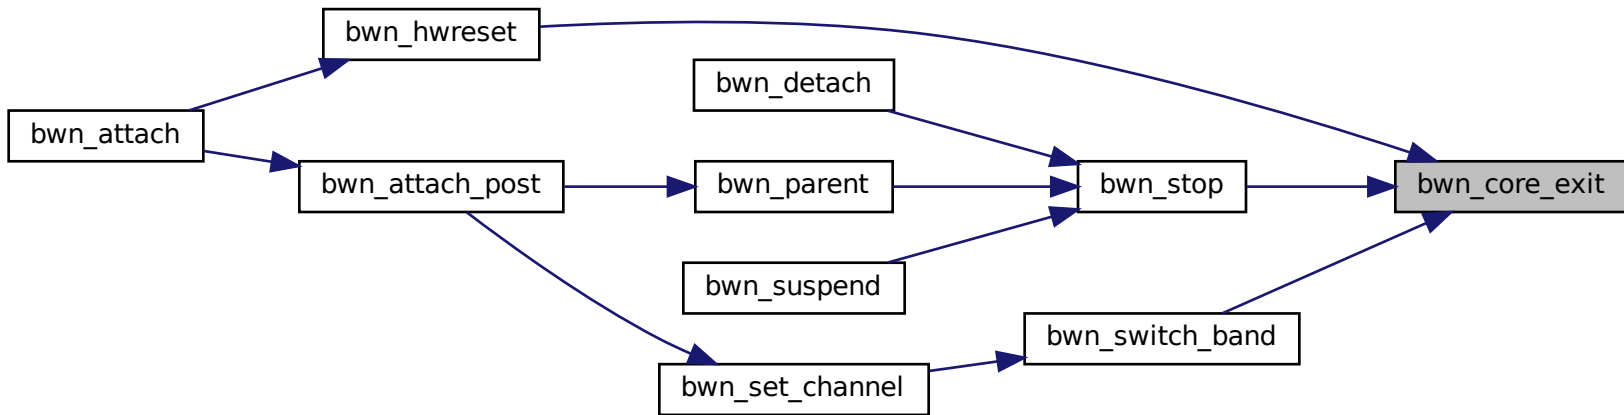 bwn_hwreset
bwn_detach
bwn_attach
bwn_attach_post
bwn_parent
bwn_stop
bwn_core_exit
bwn_suspend
bwn_switch_band
bwn_set_channel